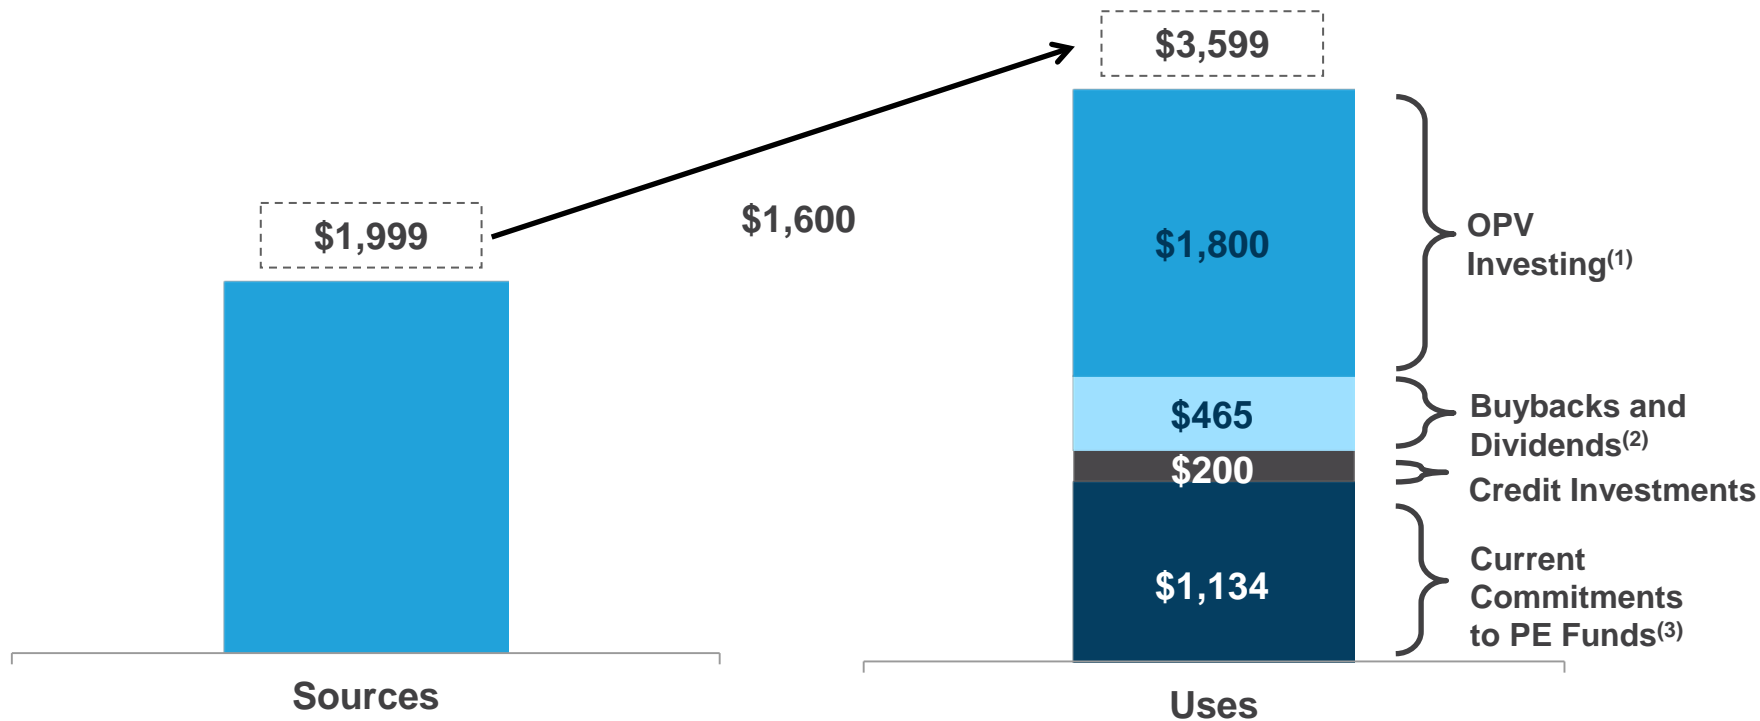 $3,599
$1,999
$1,600
$1,800
OPV
Investing(1)
$465
Buybacks and
Dividends(2)
$200
Credit Investments
$1,134
Current
Commitments
to PE Funds(3)
Sources
Uses